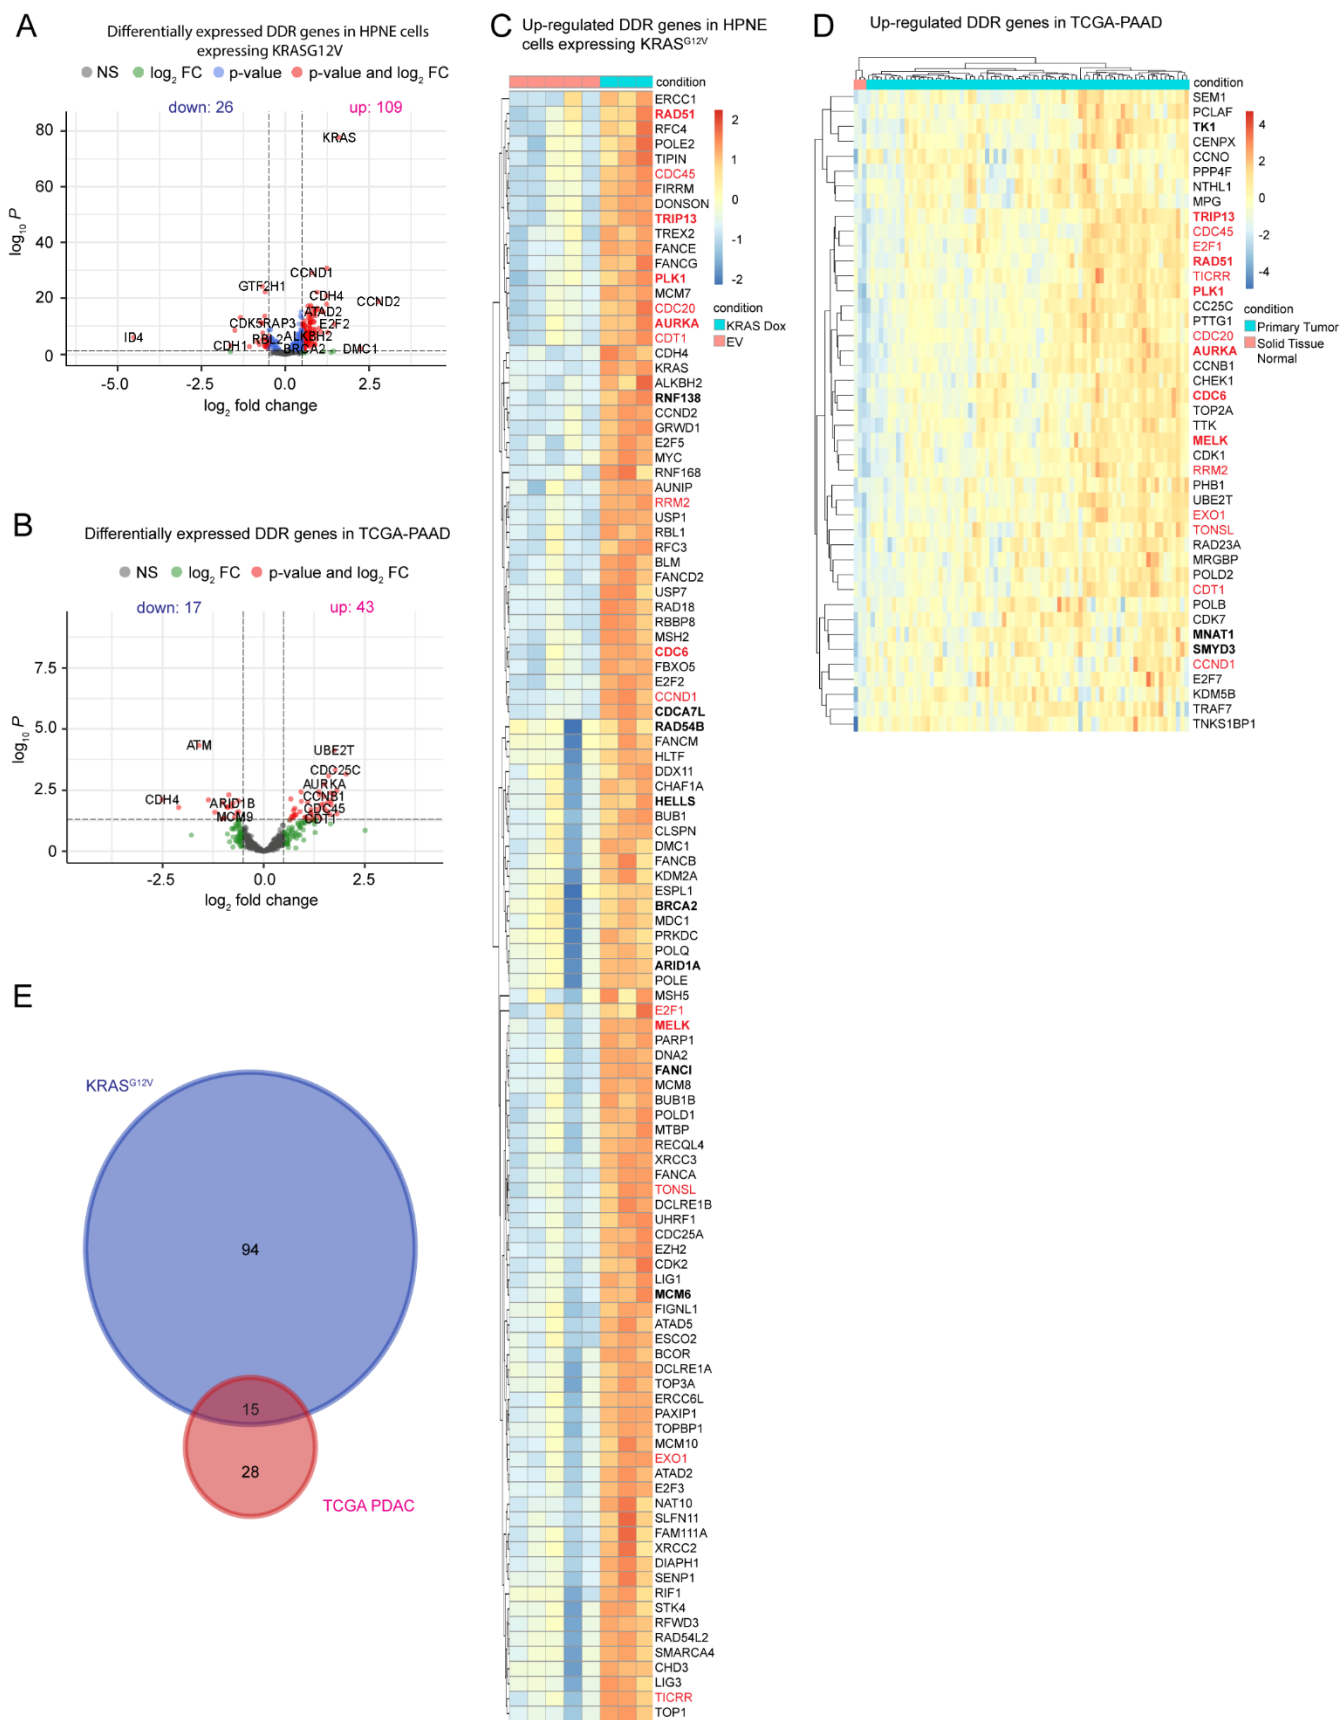 A
Differentially expressed DDR genes in HPNE cells
expressing KRASG12V
NS
log2 FC
p-value
p-value and log2 FC
down: 26
up: 109
80
60
40
20
0
log10 P
KRAS
CCND1
GTF2H1
CDH4
CCND2
ATAD2
CDK5RAP3
E2F2
ID4
RBL2
ALKBH2
CDH1
BRCA2
DMC1
-5.0
-2.5
0.0
2.5
log2 fold change
B
Differentially expressed DDR genes in TCGA-PAAD
NS
log2 FC
p-value and log2 FC
down: 17
up: 43
7.5
5.0
2.5
0
log10 P
ATM
UBE2T
CDC25C
AURKA
CDH4
ARID1B
CCNB1
CDC45
MCM9
CDT1
-2.5
0.0
2.5
log2 fold change
E
KRASG12V
94
15
28
TCGA PDAC
C
Up-regulated DDR genes in HPNE
cells expressing KRASG12V
condition
ERCC1
RAD51
RFC4
POLE2
TIPIN
CDC45
FIRRM
DONSON
TRIP13
TREX2
FANCE
FANCG
PLK1
MCM7
CDC20
AURKA
CDT1
CDH4
KRAS
ALKBH2
RNF138
CCND2
GRWD1
E2F5
MYC
RNF168
AUNIP
RRM2
USP1
RBL1
RFC3
BLM
FANCD2
USP7
RAD18
RBBP8
MSH2
CDC6
FBXO5
E2F2
CCND1
CDCA7L
RAD54B
FANCM
HLTF
DDX11
CHAF1A
HELLS
BUB1
CLSPN
DMC1
FANCB
KDM2A
ESPL1
BRCA2
MDC1
PRKDC
POLQ
ARID1A
POLE
MSH5
E2F1
MELK
PARP1
DNA2
FANCI
MCM8
BUB1B
POLD1
MTBP
RECQL4
XRCC3
FANCA
TONSL
DCLRE1B
UHRF1
CDC25A
EZH2
CDK2
LIG1
MCM6
FIGNL1
ATAD5
ESCO2
BCOR
DCLRE1A
TOP3A
ERCC6L
PAXIP1
TOPBP1
MCM10
EXO1
ATAD2
E2F3
NAT10
SLFN11
FAM111A
XRCC2
DIAPH1
SENP1
RIF1
STK4
RFWD3
RAD54L2
SMARCA4
CHD3
LIG3
TICRR
TOP1
2
1
0
-1
-2
condition
KRAS Dox
EV
D
Up-regulated DDR genes in TCGA-PAAD
condition
SEM1
PCLAF
TK1
CENPX
CCNO
PPP4F
NTHL1
MPG
TRIP13
CDC45
E2F1
RAD51
TICRR
PLK1
CC25C
PTTG1
CDC20
AURKA
CCNB1
CHEK1
CDC6
TOP2A
TTK
MELK
CDK1
RRM2
PHB1
UBE2T
EXO1
TONSL
RAD23A
MRGBP
POLD2
CDT1
POLB
CDK7
MNAT1
SMYD3
CCND1
E2F7
KDM5B
TRAF7
TNKS1BP1
4
2
0
-2
-4
condition
Primary Tumor
Solid Tissue
Normal